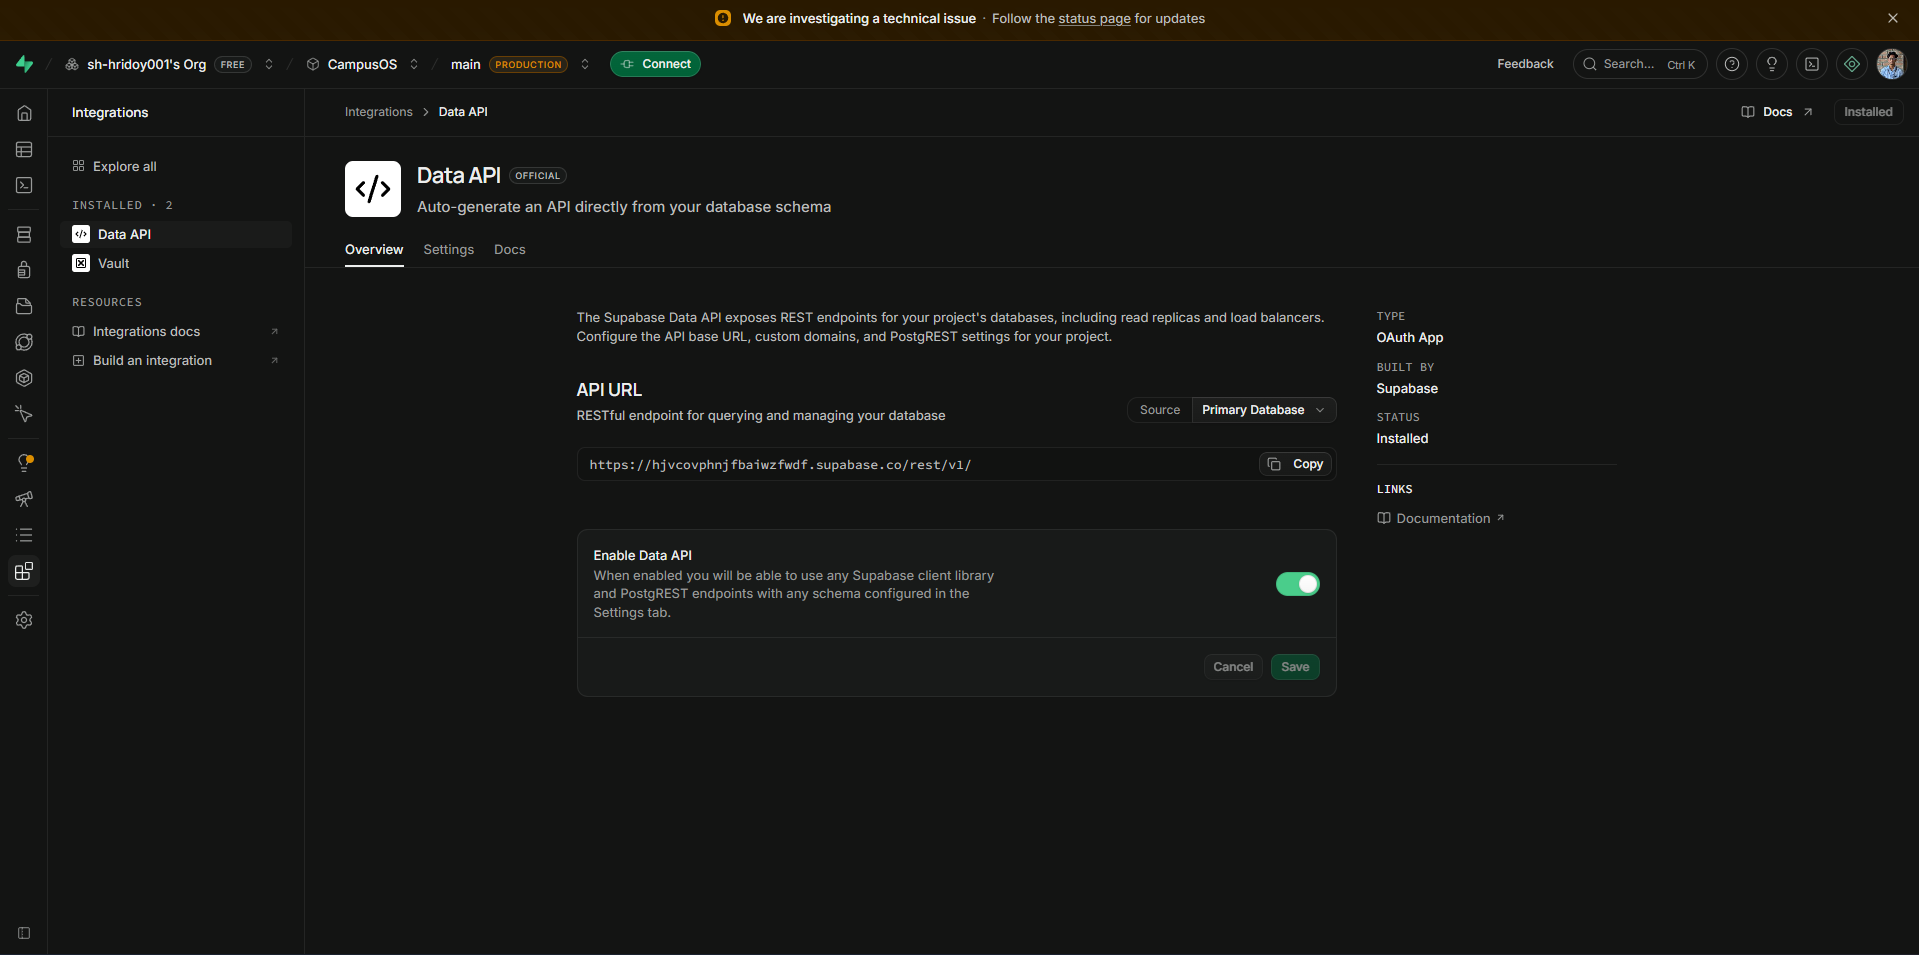 We are investigating a technical issue · Follow the status page for updates
sh-hridoy001's Org FREE / CampusOS / main PRODUCTION Connect Feedback Search... Ctrl K
Integrations
Integrations > Data API Docs Installed
Explore all
INSTALLED · 2
Data API
Vault
RESOURCES
Integrations docs
Build an integration
Data API OFFICIAL
Auto-generate an API directly from your database schema
Overview Settings Docs
The Supabase Data API exposes REST endpoints for your project's databases, including read replicas and load balancers.
Configure the API base URL, custom domains, and PostgREST settings for your project.
API URL
RESTful endpoint for querying and managing your database
Source Primary Database
https://hjvcovphnjfbaiwzfwdf.supabase.co/rest/v1/ Copy
Enable Data API
When enabled you will be able to use any Supabase client library
and PostgREST endpoints with any schema configured in the
Settings tab.
Cancel Save
TYPE
OAuth App
BUILT BY
Supabase
STATUS
Installed
LINKS
Documentation